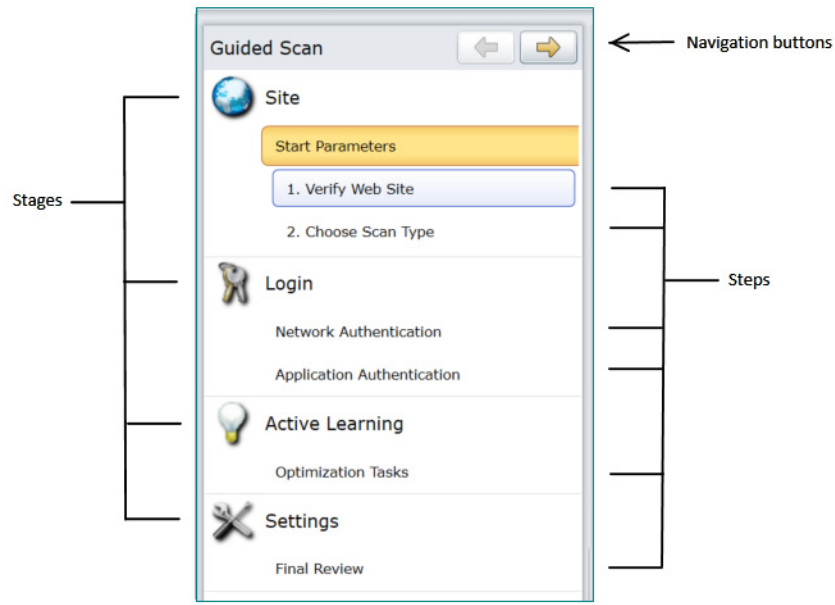 Guided Scan
Navigation buttons
Site
Start Parameters
1. Verify Web Site
Stages
2. Choose Scan Type
Login
Steps
Network Authentication
Application Authentication
Active Learning
Optimization Tasks
Settings
Final Review